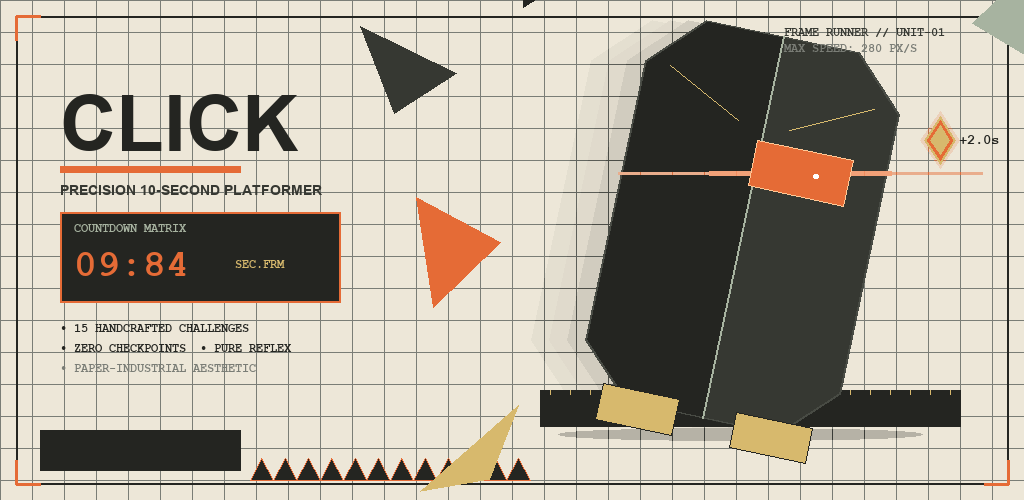 CLICK
PRECISION 10-SECOND PLATFORMER
COUNTDOWN MATRIX
09:84 SEC.FRM
• 15 HANDCRAFTED CHALLENGES
• ZERO CHECKPOINTS • PURE REFLEX
• PAPER-INDUSTRIAL AESTHETIC
FRAME RUNNER // UNIT-01
MAX SPEED: 280 PX/S
+2.0s